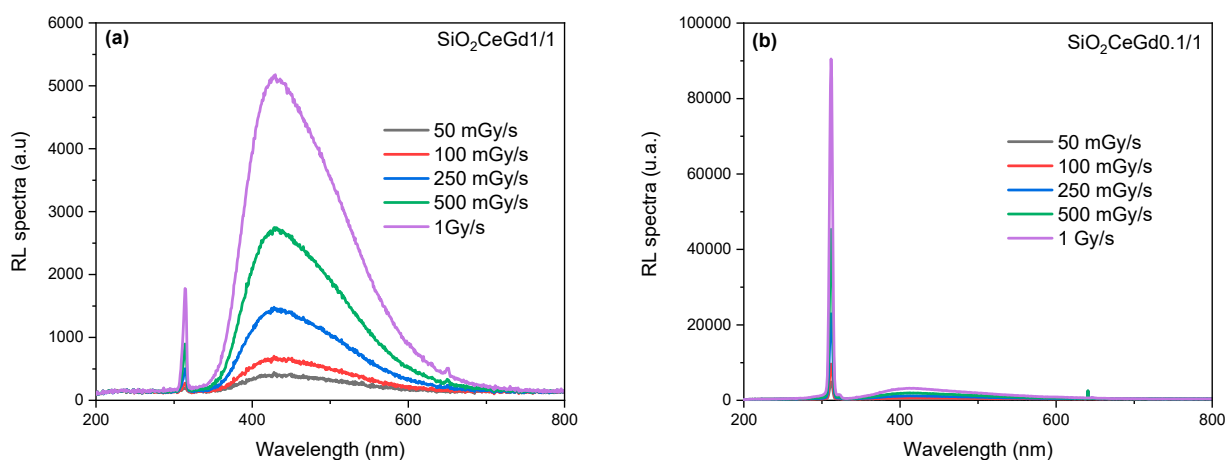 (a)
SiO₂CeGd1/1
RL spectra (a.u)
6000
5000
4000
3000
2000
1000
0
50 mGy/s
100 mGy/s
250 mGy/s
500 mGy/s
1Gy/s
200
400
600
800
Wavelength (nm)
(b)
SiO₂CeGd0.1/1
RL spectra (u.a.)
100000
80000
60000
40000
20000
0
50 mGy/s
100 mGy/s
250 mGy/s
500 mGy/s
1 Gy/s
200
400
600
800
Wavelength (nm)